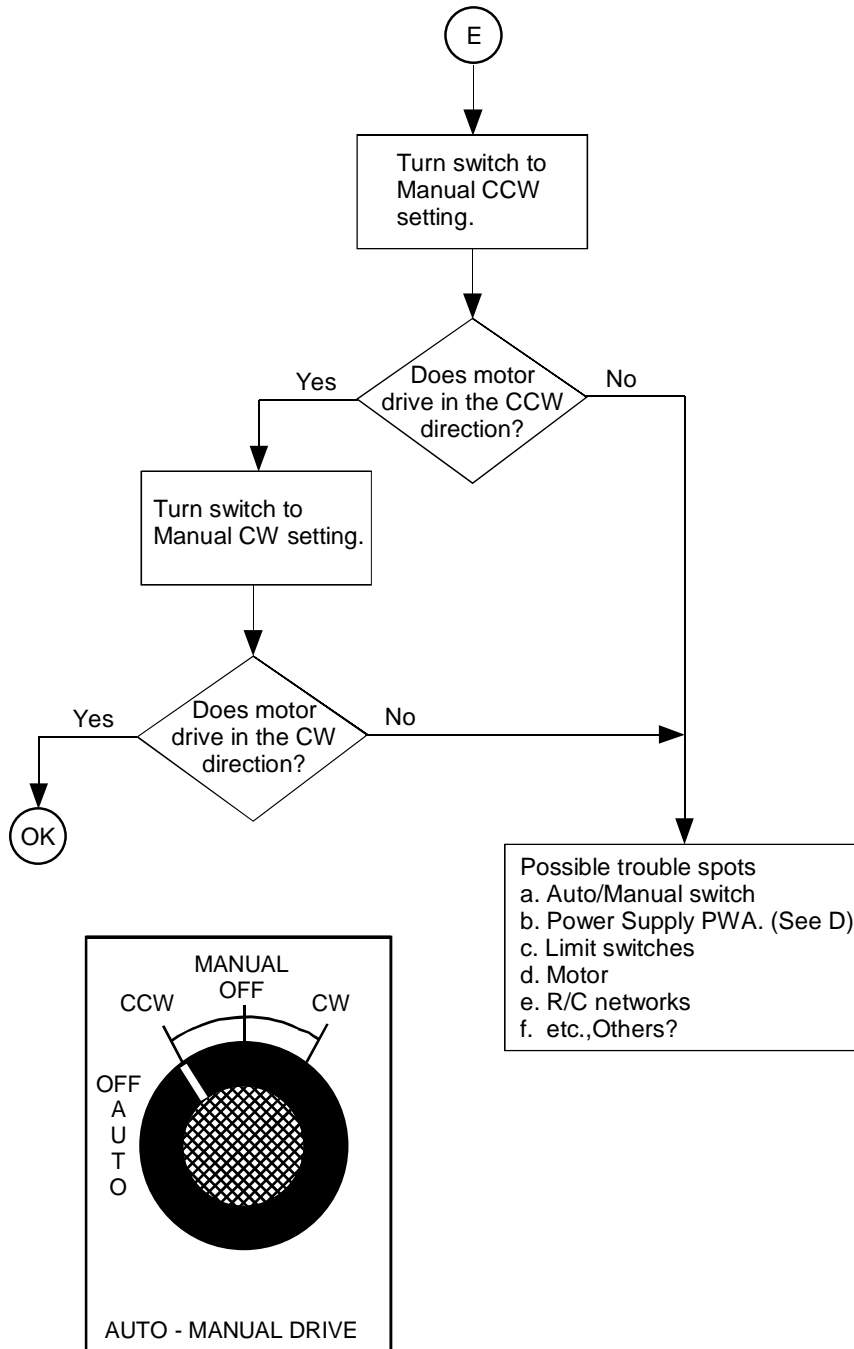 E
Turn switch to
Manual CCW
setting.
Yes
Does motor
drive in the CCW
direction?
No
Turn switch to
Manual CW setting.
Yes
Does motor
drive in the CW
direction?
No
OK
Possible trouble spots
a. Auto/Manual switch
b. Power Supply PWA. (See D)
c. Limit switches
d. Motor
e. R/C networks
f. etc.,Others?
MANUAL
OFF
CCW
CW
OFF
A
U
T
O
AUTO - MANUAL DRIVE